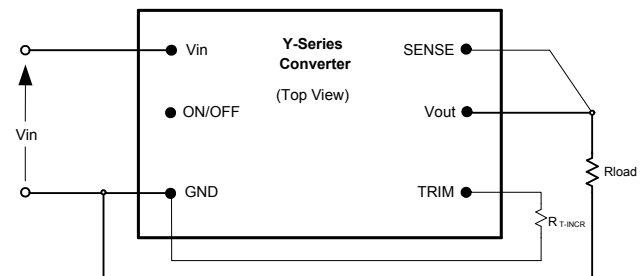 Y-Series
Converter
(Top View)
Vin
SENSE
ON/OFF
Vout
Vin
Rload
GND
TRIM
R T-INCR